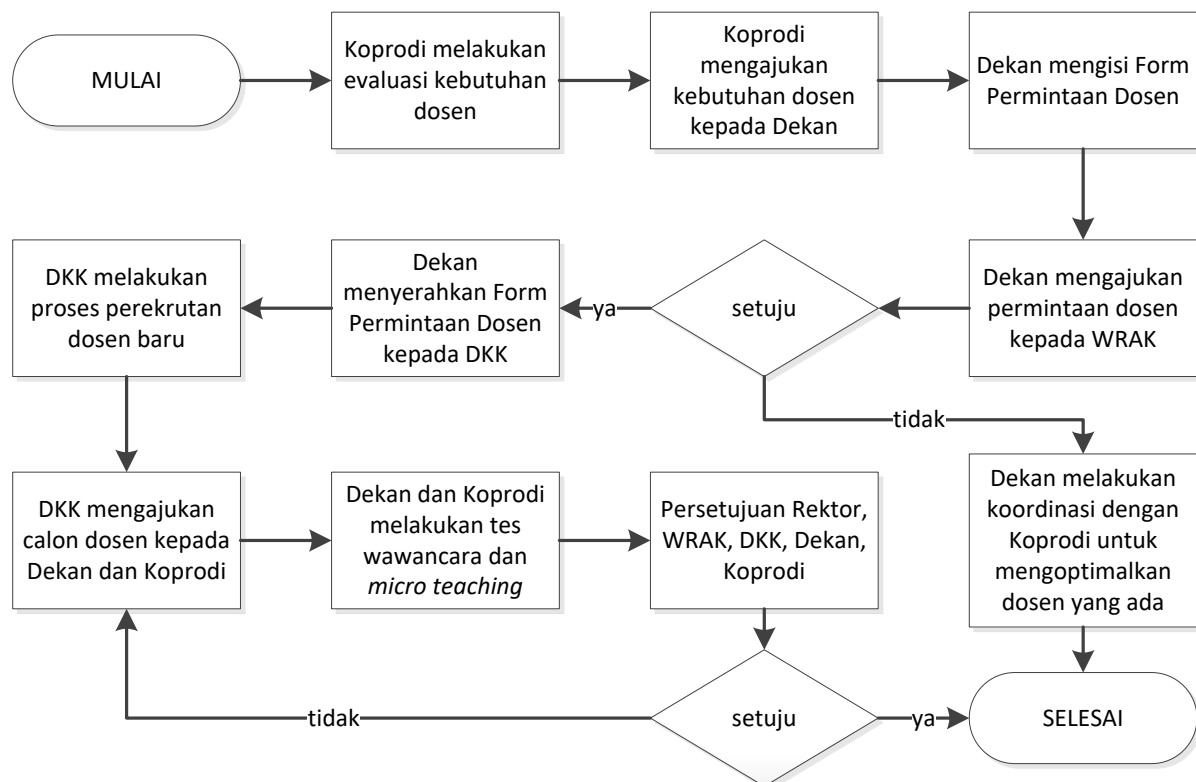 MULAI
Koprodi melakukan
evaluasi kebutuhan
dosen
Koprodi
mengajukan
kebutuhan dosen
kepada Dekan
Dekan mengisi Form
Permintaan Dosen
Dekan mengajukan
permintaan dosen
kepada WRAK
setuju
ya
Dekan
menyerahkan Form
Permintaan Dosen
kepada DKK
DKK melakukan
proses perekrutan
dosen baru
tidak
Dekan melakukan
koordinasi dengan
Koprodi untuk
mengoptimalkan
dosen yang ada
DKK mengajukan
calon dosen kepada
Dekan dan Koprodi
Dekan dan Koprodi
melakukan tes
wawancara dan
micro teaching
Persetujuan Rektor,
WRAK, DKK, Dekan,
Koprodi
tidak
setuju
ya
SELESAI